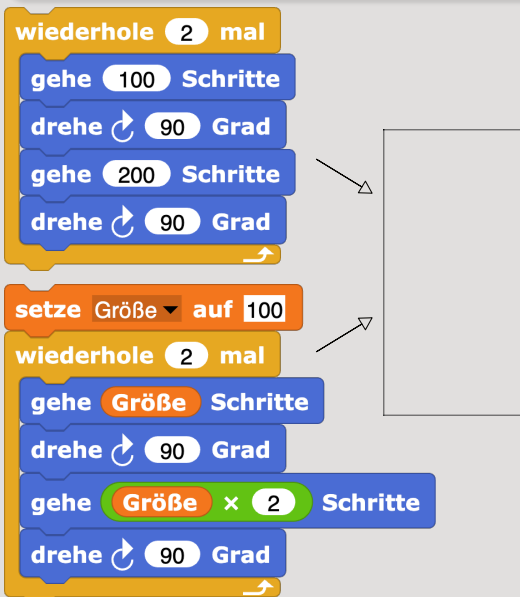 wiederhole 2 mal
gehe 100 Schritte
drehe 90 Grad
gehe 200 Schritte
drehe 90 Grad
setze Größe auf 100
wiederhole 2 mal
gehe Größe Schritte
drehe 90 Grad
gehe Größe × 2 Schritte
drehe 90 Grad